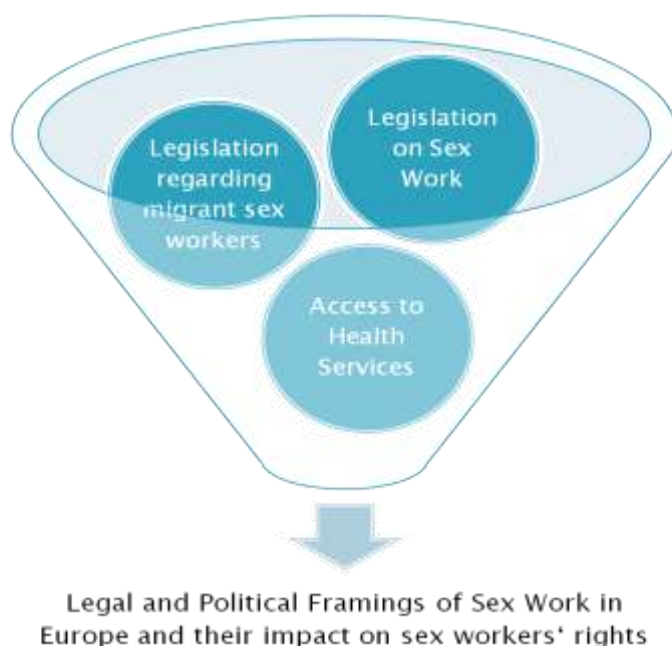 Legislation
on Sex
Work
Legislation
regarding
migrant sex
workers
Access to
Health
Services
Legal and Political Framings of Sex Work in
Europe and their impact on sex workers‘ rights